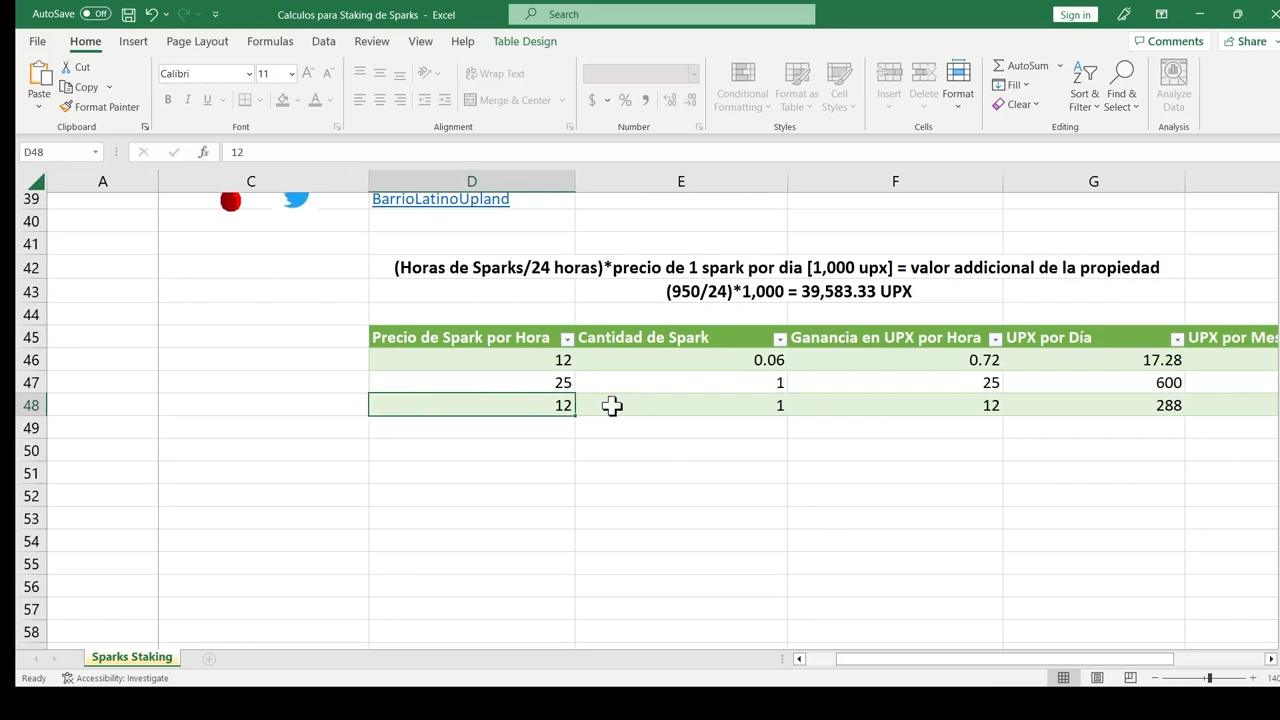 AutoSave Off Calculos para Staking de Sparks - Excel Search Sign in
File Home Insert Page Layout Formulas Data Review View Help Table Design Comments Share
Paste Cut Calibri 11 Wrap Text Conditional Formatting Format as Table Cell Styles Insert Delete Format AutoSum Sort & Filter Find & Select Analyze Data
Copy Merge & Center $ % Fill
Format Painter B I U Clear
Clipboard Font Alignment Number Styles Cells Editing Analysis
D48 fx 12
A C D E F G
39 BarrioLatinoUpland
40
41
42 (Horas de Sparks/24 horas)*precio de 1 spark por dia [1,000 upx] = valor addicional de la propiedad
43 (950/24)*1,000 = 39,583.33 UPX
44
45 Precio de Spark por Hora Cantidad de Spark Ganancia en UPX por Hora UPX por Día UPX por Mes
46 12 0.06 0.72 17.28
47 25 1 25 600
48 12 1 12 288
49
50
51
52
53
54
55
56
57
58
Sparks Staking
Ready Accessibility: Investigate 140